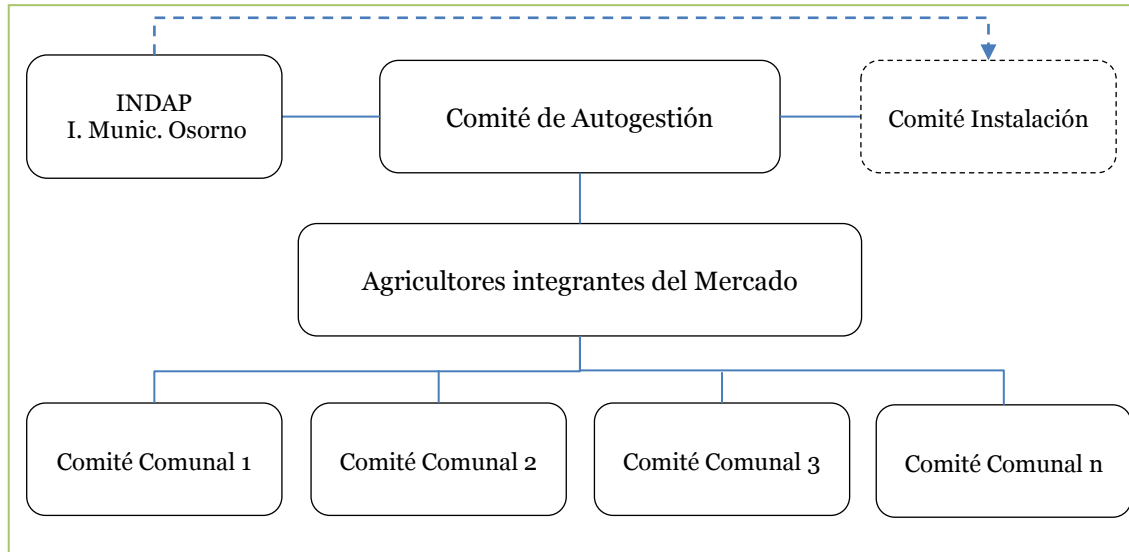 INDAP
I. Munic. Osorno
Comité de Autogestión
Comité Instalación
Agricultores integrantes del Mercado
Comité Comunal 1
Comité Comunal 2
Comité Comunal 3
Comité Comunal n